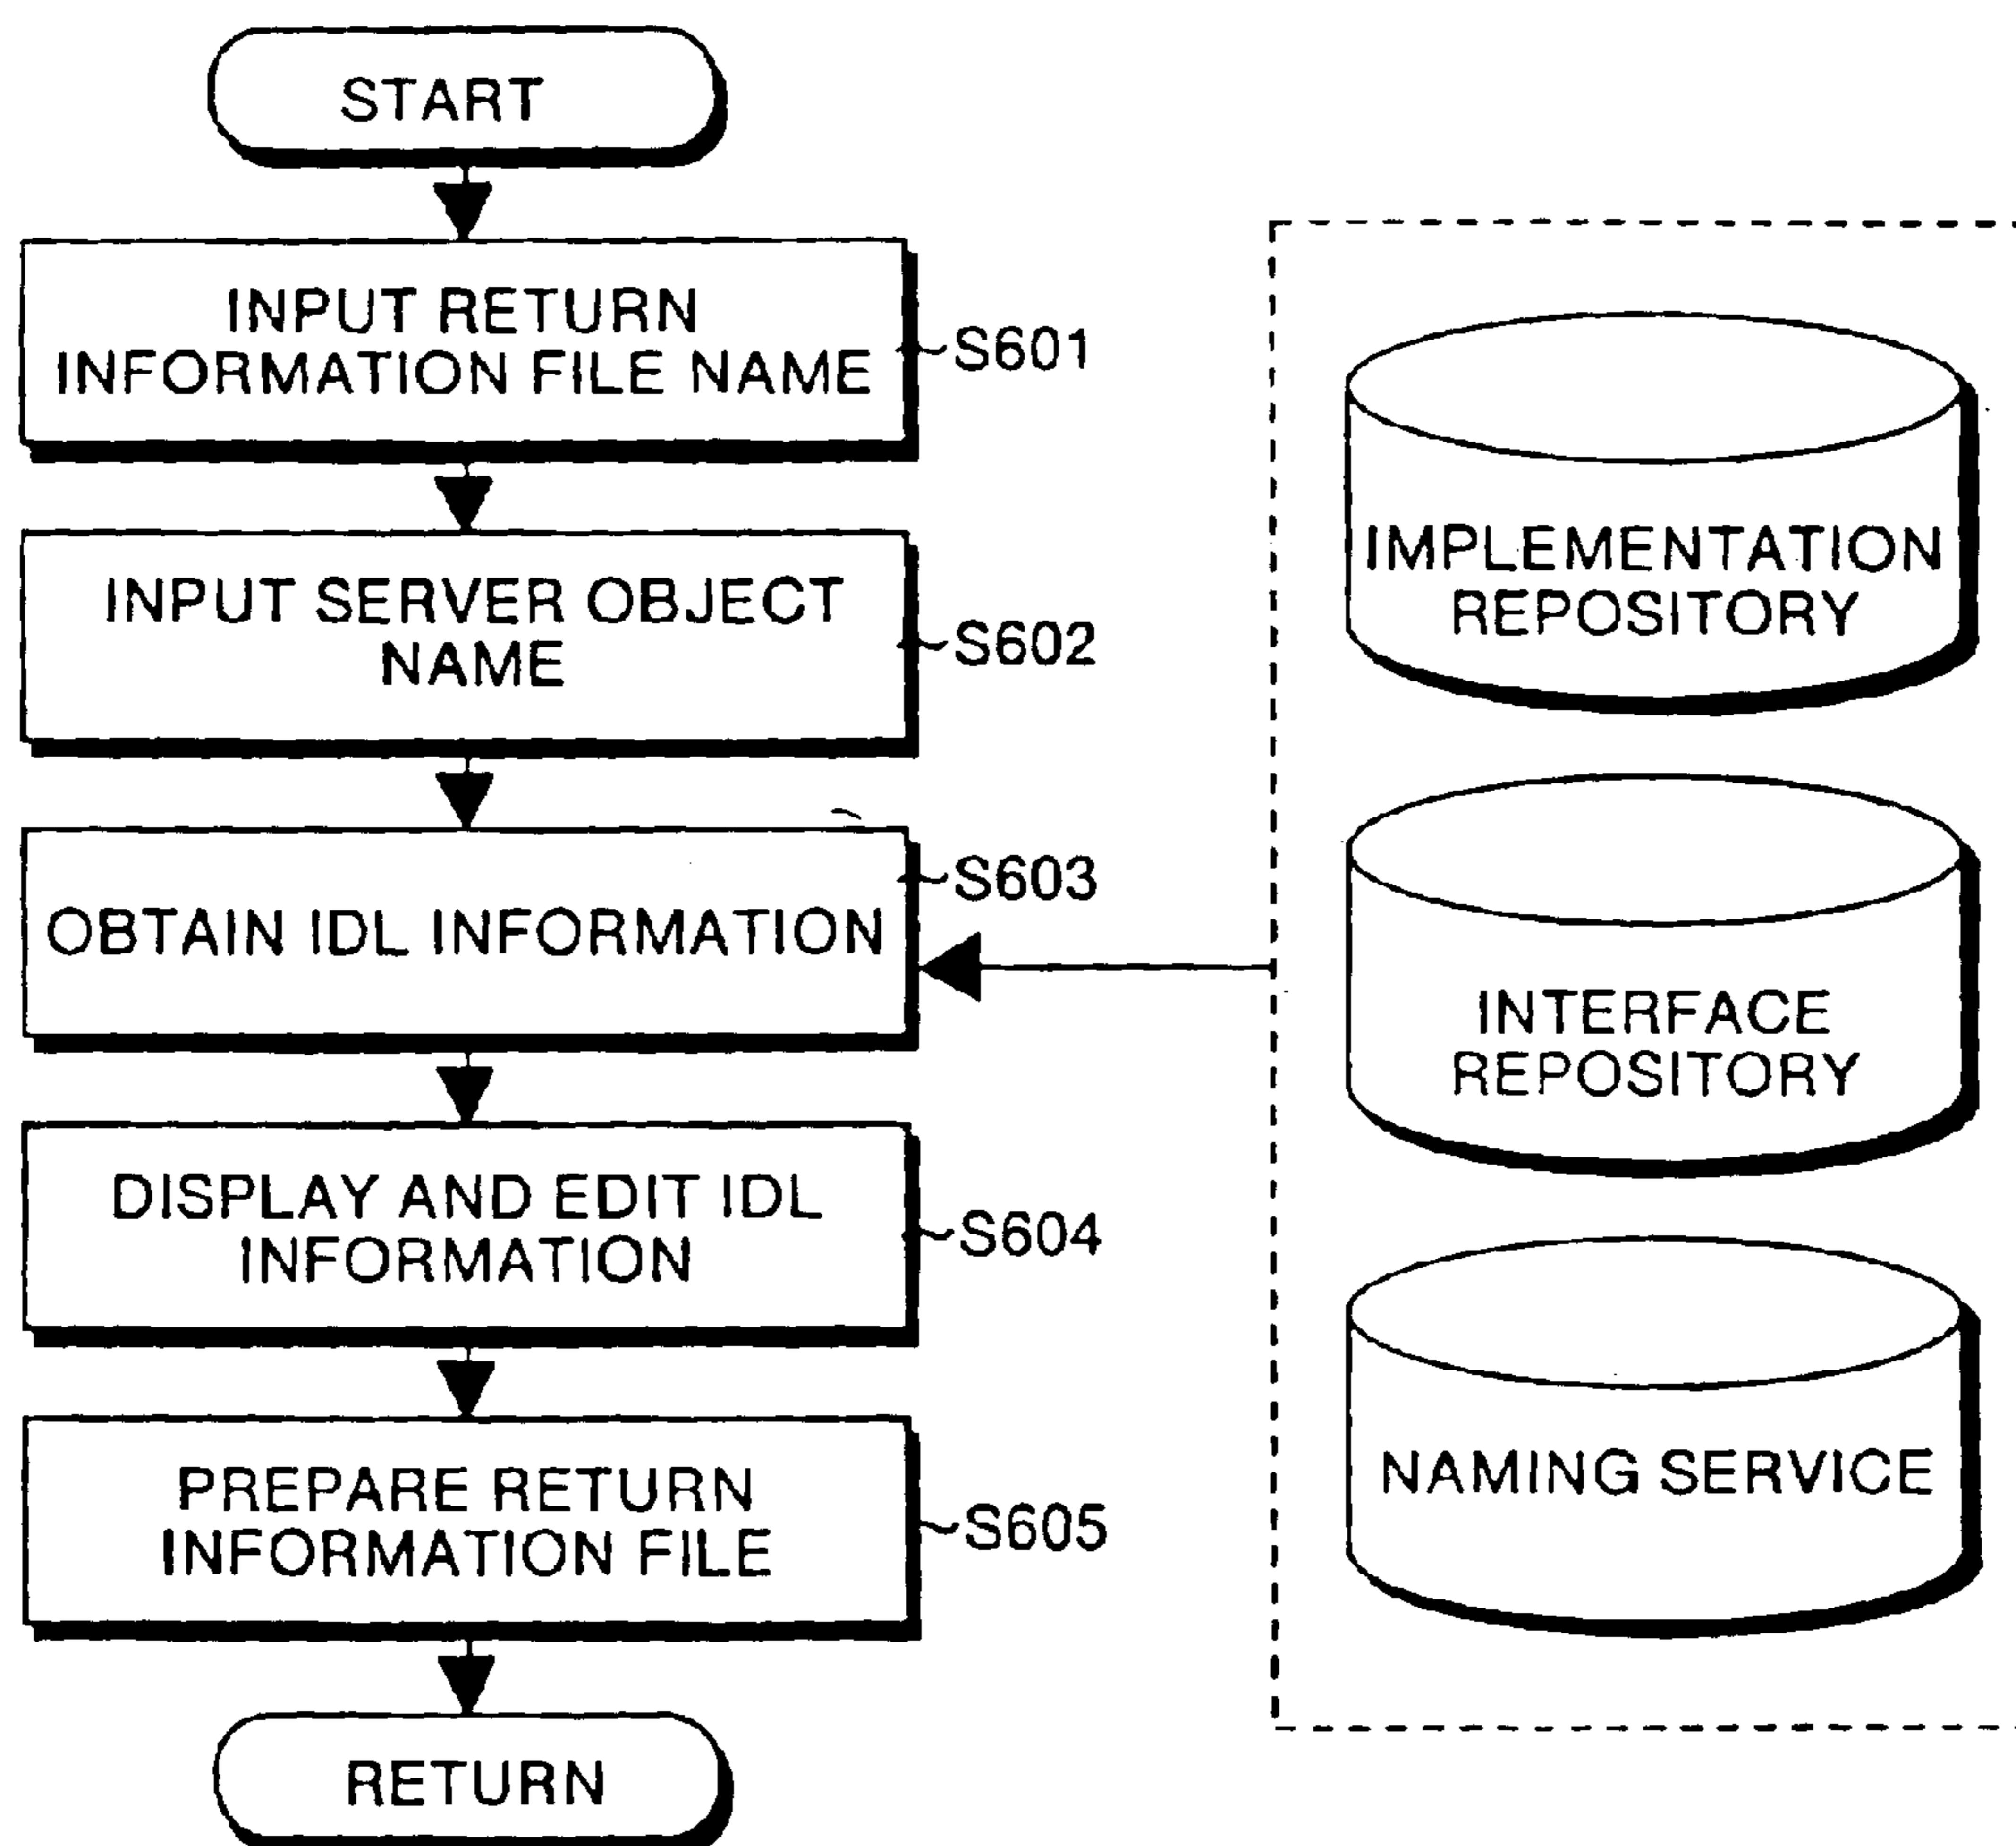 START
INPUT RETURN
INFORMATION FILE NAME
S601
INPUT SERVER OBJECT
NAME
S602
OBTAIN IDL INFORMATION
S603
DISPLAY AND EDIT IDL
INFORMATION
S604
PREPARE RETURN
INFORMATION FILE
S605
RETURN
IMPLEMENTATION
REPOSITORY
INTERFACE
REPOSITORY
NAMING SERVICE